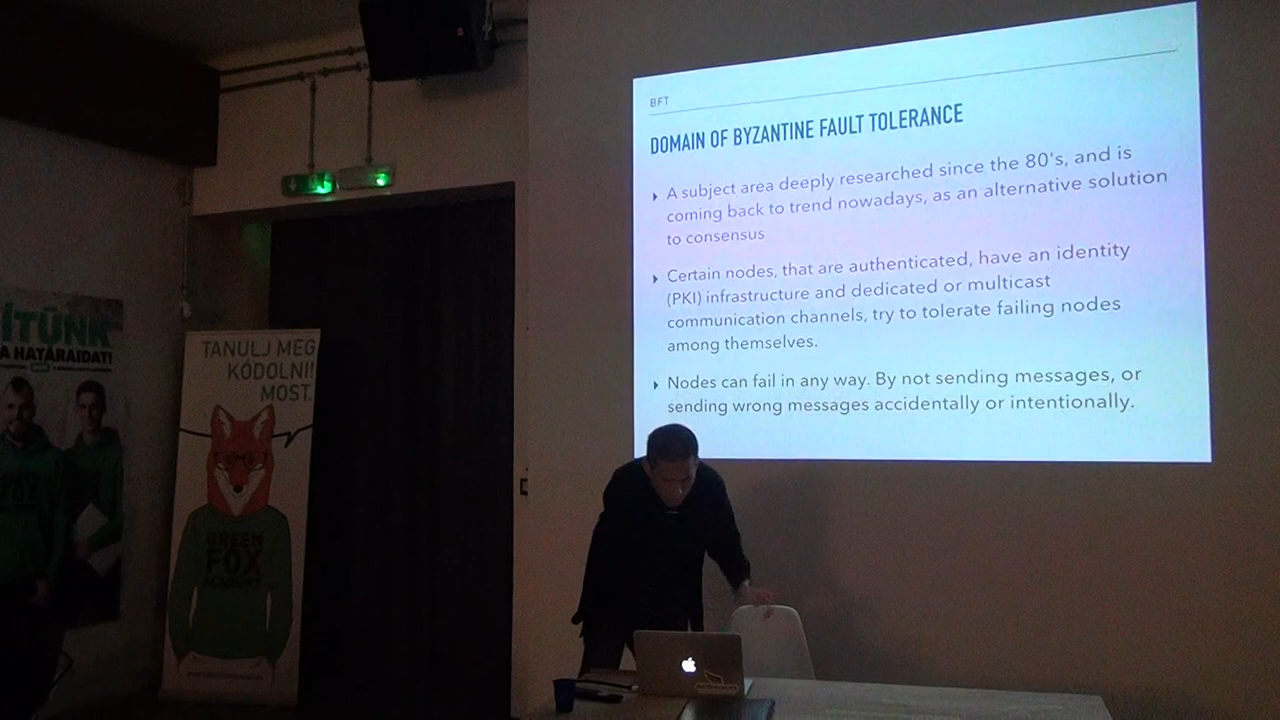 BFT
DOMAIN OF BYZANTINE FAULT TOLERANCE
A subject area deeply researched since the 80's, and is
coming back to trend nowadays, as an alternative solution
to consensus
Certain nodes, that are authenticated, have an identity
(PKI) infrastructure and dedicated or multicast
communication channels, try to tolerate failing nodes
among themselves.
Nodes can fail in any way. By not sending messages, or
sending wrong messages accidentally or intentionally.
ÍTÜNK
A HATÁRAIDAT!
TANULJ MEG
KÓDOLNI!
MOST.
GREEN
FOX
ACADEMY